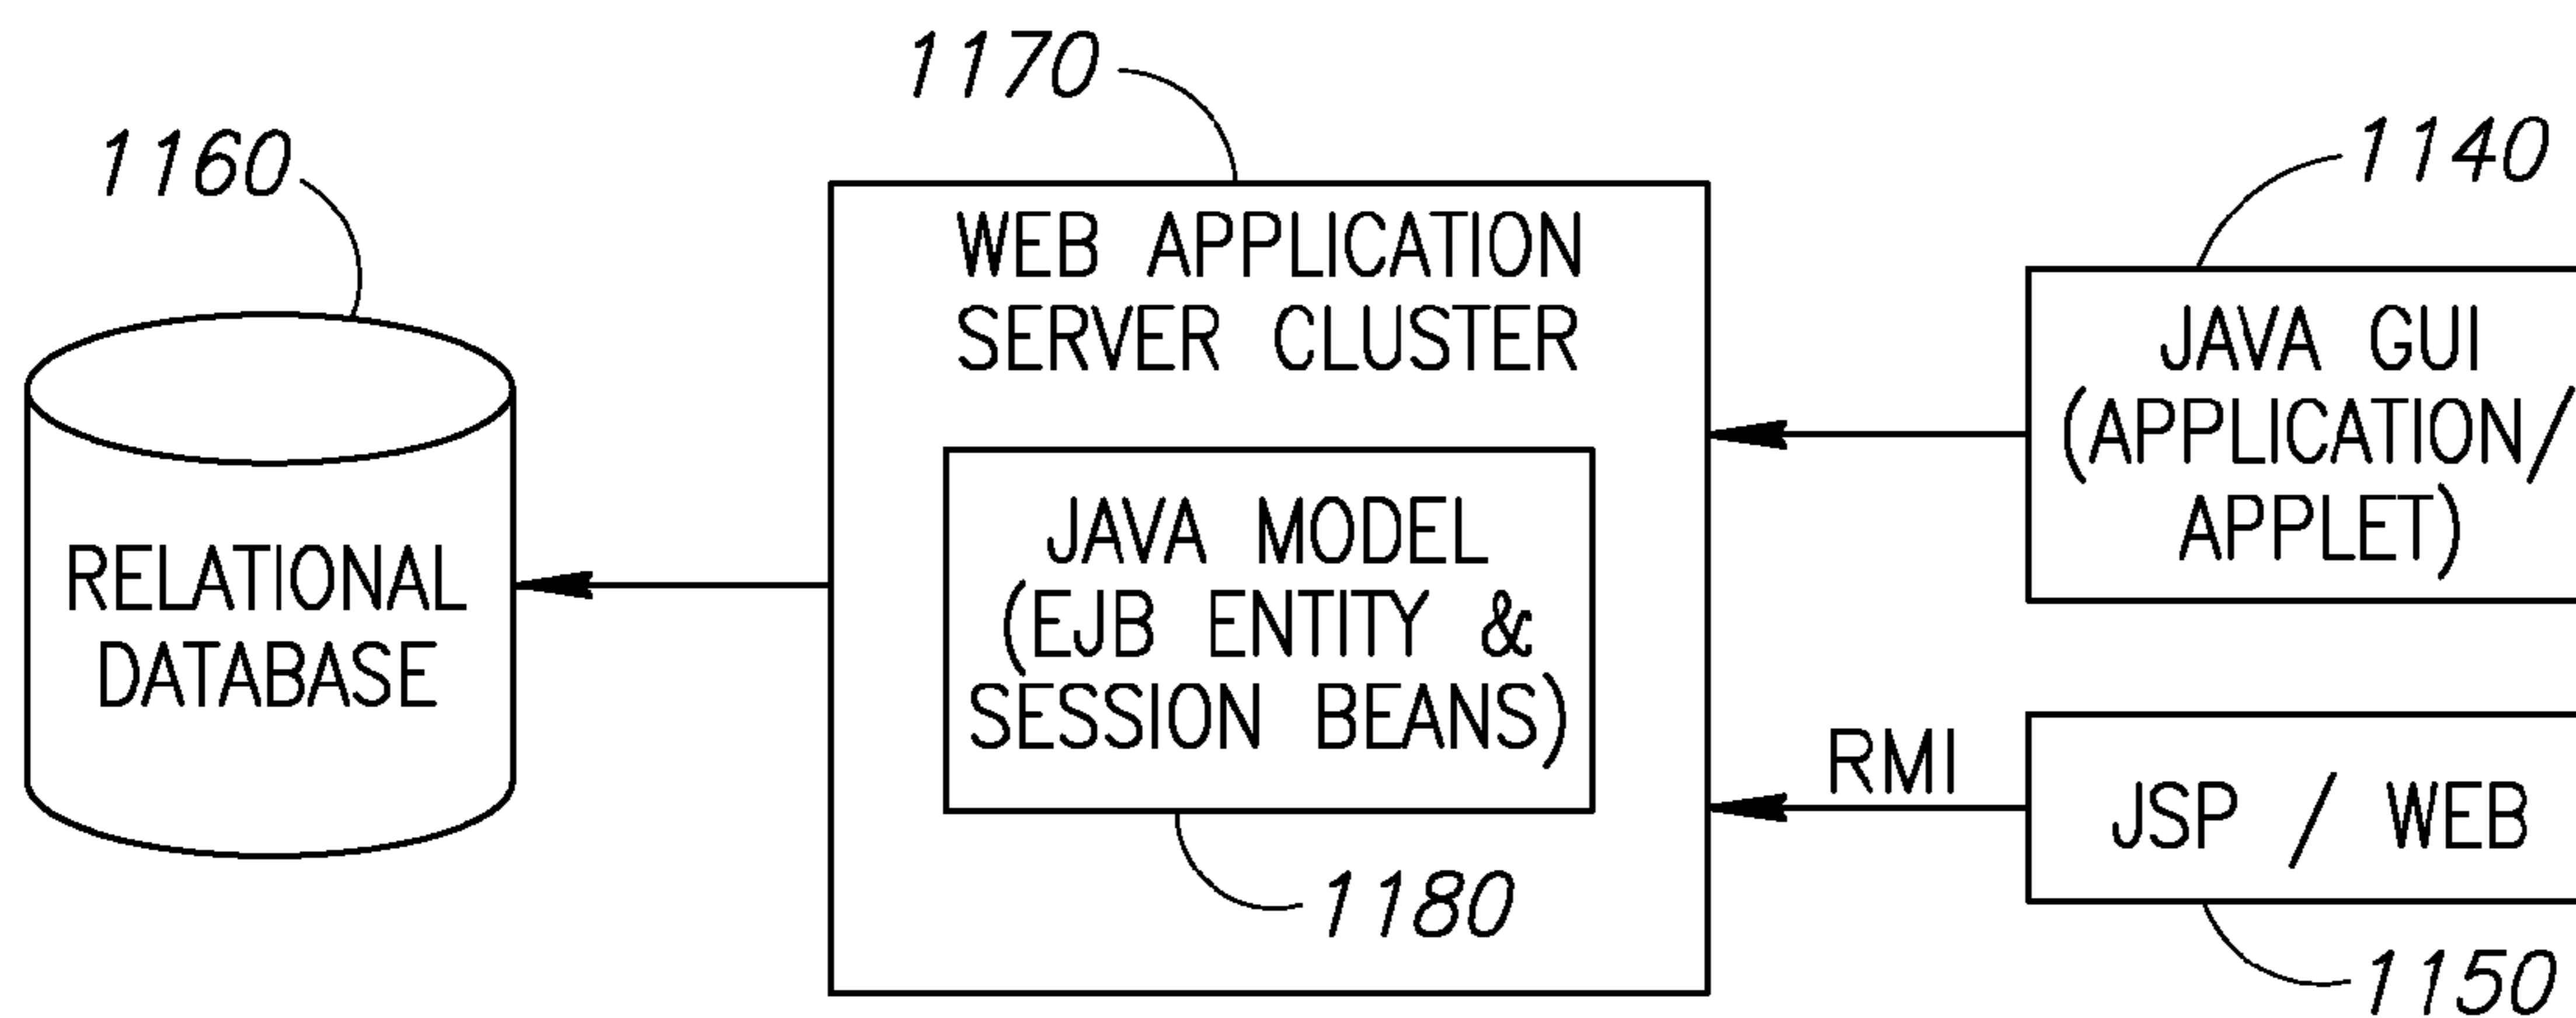 1170
1160
1140
WEB APPLICATION
SERVER CLUSTER
JAVA GUI
(APPLICATION/
APPLET)
JAVA MODEL
(EJB ENTITY &
SESSION BEANS)
RELATIONAL
DATABASE
RMI
JSP / WEB
1180
1150